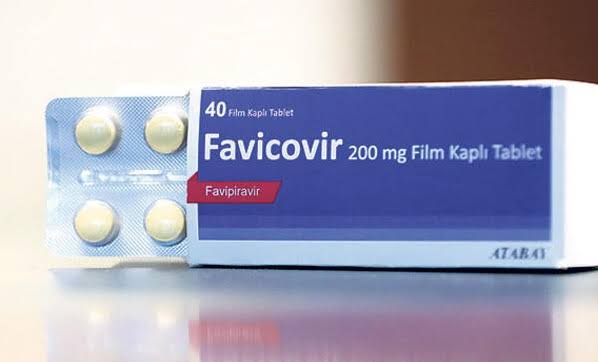 40 Film Kaplı Tablet
Favicovir 200 mg Film Kaplı Tablet
Favipiravir
ATABAY